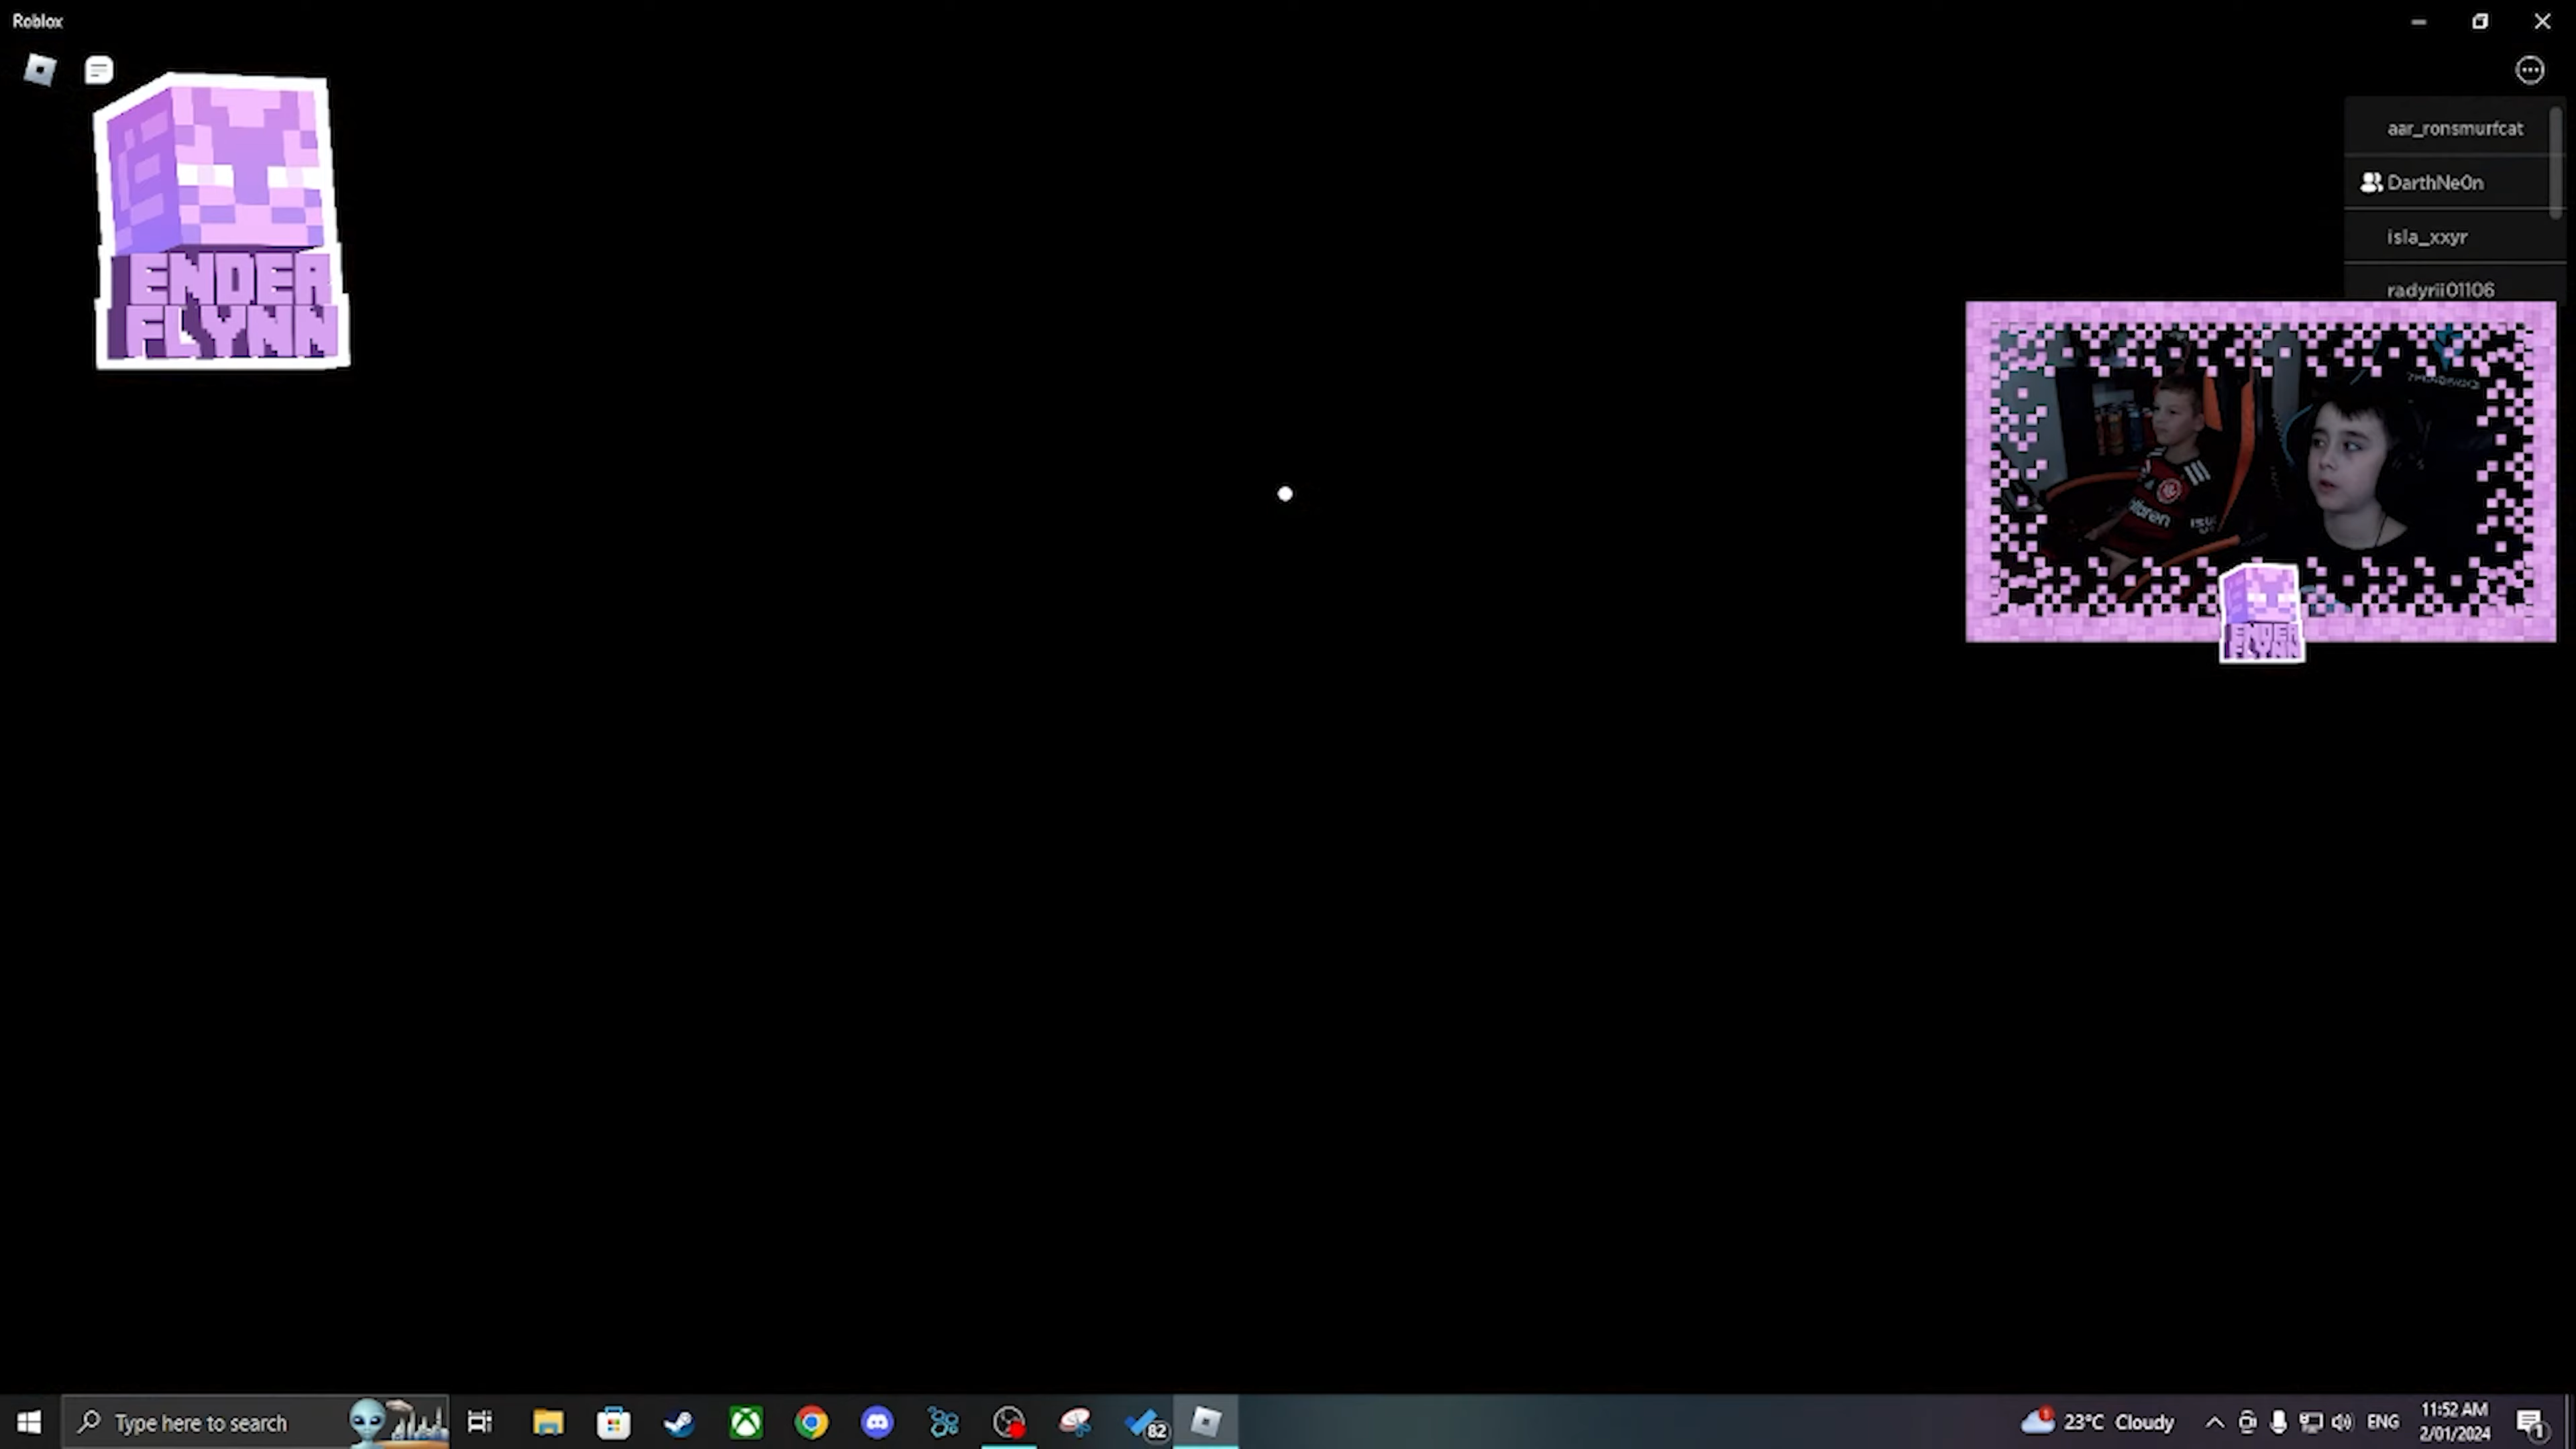 Roblox
ENDER
FLYNN
aar_ronsmurfcat
DarthNe0n
isla_xxyr
radyrii01106
ENDER
FLYNN
Type here to search
82
23°C Cloudy
ENG
11:52 AM
2/01/2024
1